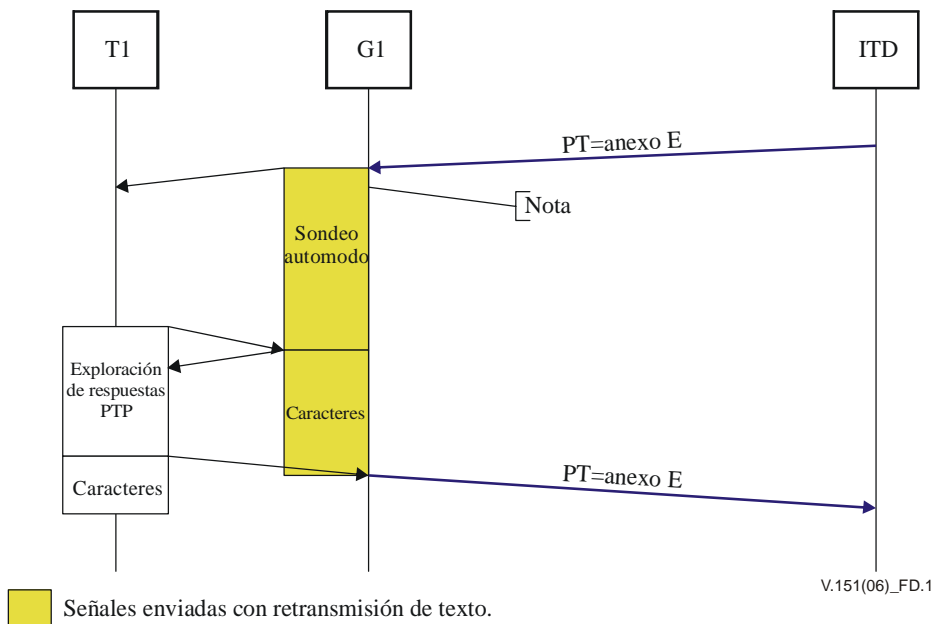 T1
G1
ITD
PT=anexo E
Nota
Sondeo
automodo
Exploración
de respuestas
PTP
Caracteres
Caracteres
PT=anexo E
V.151(06)_FD.1
Señales enviadas con retransmisión de texto.